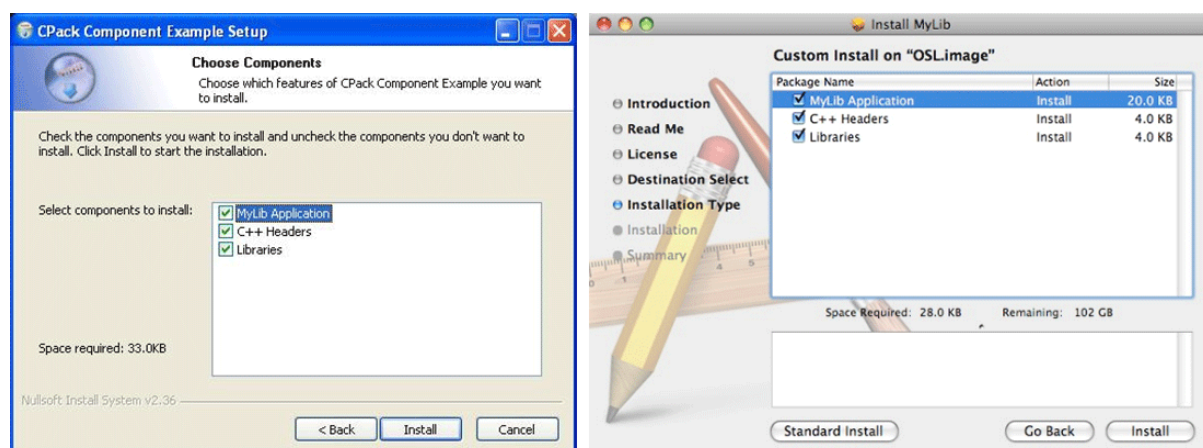 CPack Component Example Setup
Choose Components
Choose which features of CPack Component Example you want
to install.
Check the components you want to install and uncheck the components you don't want to
install. Click Install to start the installation.
Select components to install:
MyLib Application
C++ Headers
Libraries
Space required: 33.0KB
Nullsoft Install System v2.36
< Back
Install
Cancel
Install MyLib
Custom Install on "OSL.image"
Introduction
Read Me
License
Destination Select
Installation Type
Installation
Summary
Package Name Action Size
MyLib Application Install 20.0 KB
C++ Headers Install 4.0 KB
Libraries Install 4.0 KB
Space Required: 28.0 KB Remaining: 102 GB
Standard Install
Go Back
Install